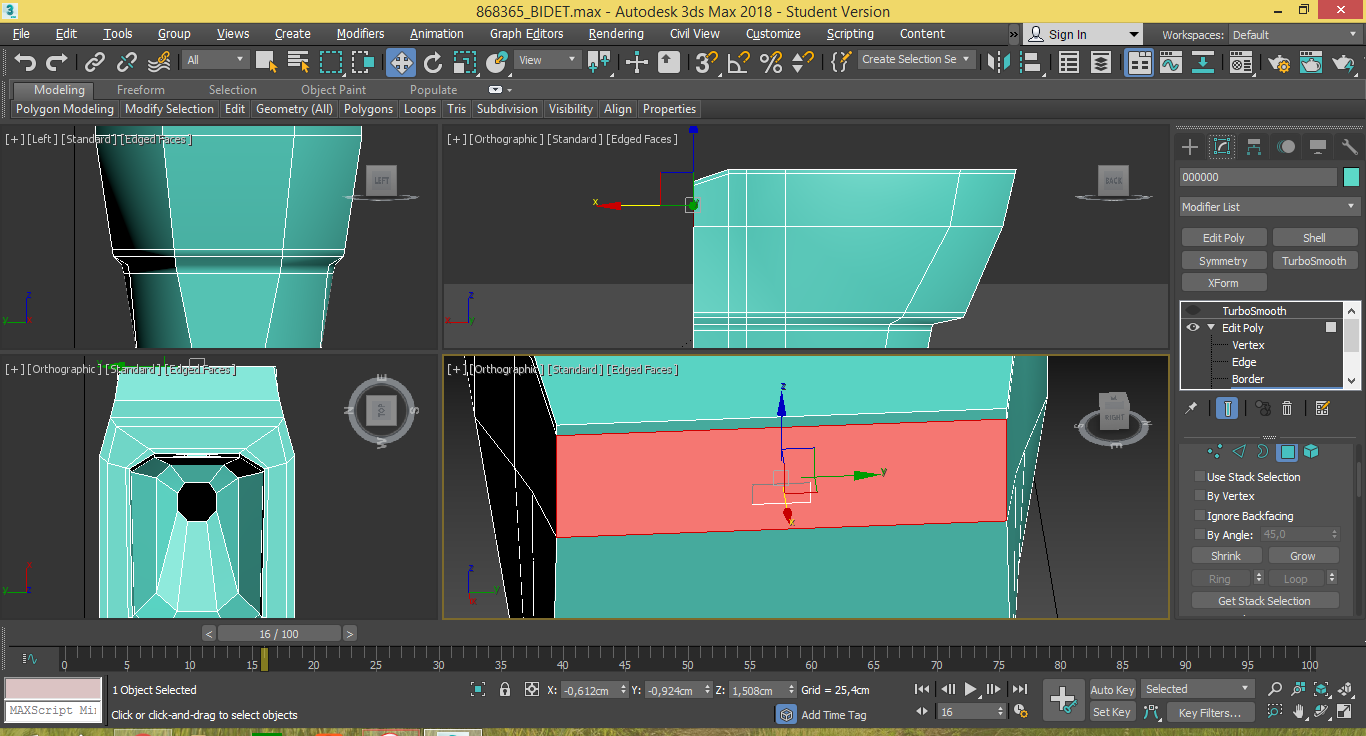 868365_BIDET.max - Autodesk 3ds Max 2018 - Student Version
File Edit Tools Group Views Create Modifiers Animation Graph Editors Rendering Civil View Customize Scripting Content » Sign In Workspaces: Default
All View Create Selection Se
Modeling Freeform Selection Object Paint Populate
Polygon Modeling Modify Selection Edit Geometry (All) Polygons Loops Tris Subdivision Visibility Align Properties
[+] [Left] [Standard] [Edged Faces]
LEFT
z
y
[+] [Orthographic] [Standard] [Edged Faces]
BACK
x
z
x
[+] [Orthographic] [Standard] [Edged Faces]
TOP
N E S W
x
y z
[+] [Orthographic] [Standard] [Edged Faces]
RIGHT
S E N
z
y
x
z
y
x
000000
Modifier List
Edit Poly Shell
Symmetry TurboSmooth
XForm
TurboSmooth
Edit Poly
Vertex
Edge
Border
Use Stack Selection
By Vertex
Ignore Backfacing
By Angle: 45,0
Shrink Grow
Ring Loop
Get Stack Selection
< 16 / 100 >
0 5 10 15 20 25 30 35 40 45 50 55 60 65 70 75 80 85 90 95 100
1 Object Selected X: -0,612cm Y: -0,924cm Z: 1,508cm Grid = 25,4cm Auto Key Selected
MAXScript Mi
Click or click-and-drag to select objects Add Time Tag 16 Set Key Key Filters...